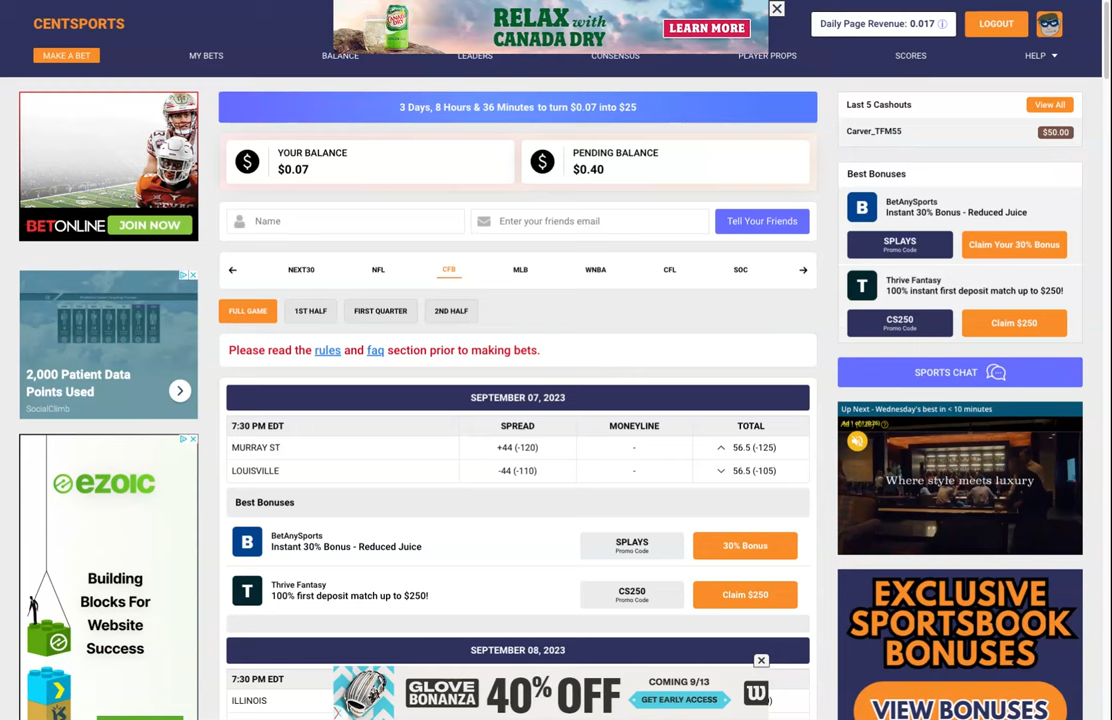 CENTSPORTS
RELAX with
CANADA DRY
LEARN MORE
Daily Page Revenue: 0.017
LOGOUT
MAKE A BET
MY BETS
BALANCE
LEADERS
CONSENSUS
PLAYER PROPS
SCORES
HELP
BETONLINE JOIN NOW
2,000 Patient Data
Points Used
SocialClimb
ezoic
Building
Blocks For
Website
Success
3 Days, 8 Hours & 36 Minutes to turn $0.07 into $25
YOUR BALANCE
$0.07
PENDING BALANCE
$0.40
Name
Enter your friends email
Tell Your Friends
NEXT30
NFL
CFB
MLB
WNBA
CFL
SOC
FULL GAME
1ST HALF
FIRST QUARTER
2ND HALF
Please read the rules and faq section prior to making bets.
SEPTEMBER 07, 2023
7:30 PM EDT SPREAD MONEYLINE TOTAL
MURRAY ST +44 (-120) - 56.5 (-125)
LOUISVILLE -44 (-110) - 56.5 (-105)
Best Bonuses
B
BetAnySports
Instant 30% Bonus - Reduced Juice
SPLAYS
Promo Code
30% Bonus
T
Thrive Fantasy
100% first deposit match up to $250!
CS250
Promo Code
Claim $250
SEPTEMBER 08, 2023
7:30 PM EDT
ILLINOIS
GLOVE
BONANZA
40% OFF
COMING 9/13
GET EARLY ACCESS
W
Last 5 Cashouts
View All
Carver_TFM55
$50.00
Best Bonuses
B
BetAnySports
Instant 30% Bonus - Reduced Juice
SPLAYS
Promo Code
Claim Your 30% Bonus
T
Thrive Fantasy
100% instant first deposit match up to $250!
CS250
Promo Code
Claim $250
SPORTS CHAT
Up Next - Wednesday's best in < 10 minutes
Where style meets luxury
EXCLUSIVE
SPORTSBOOK
BONUSES
VIEW BONUSES